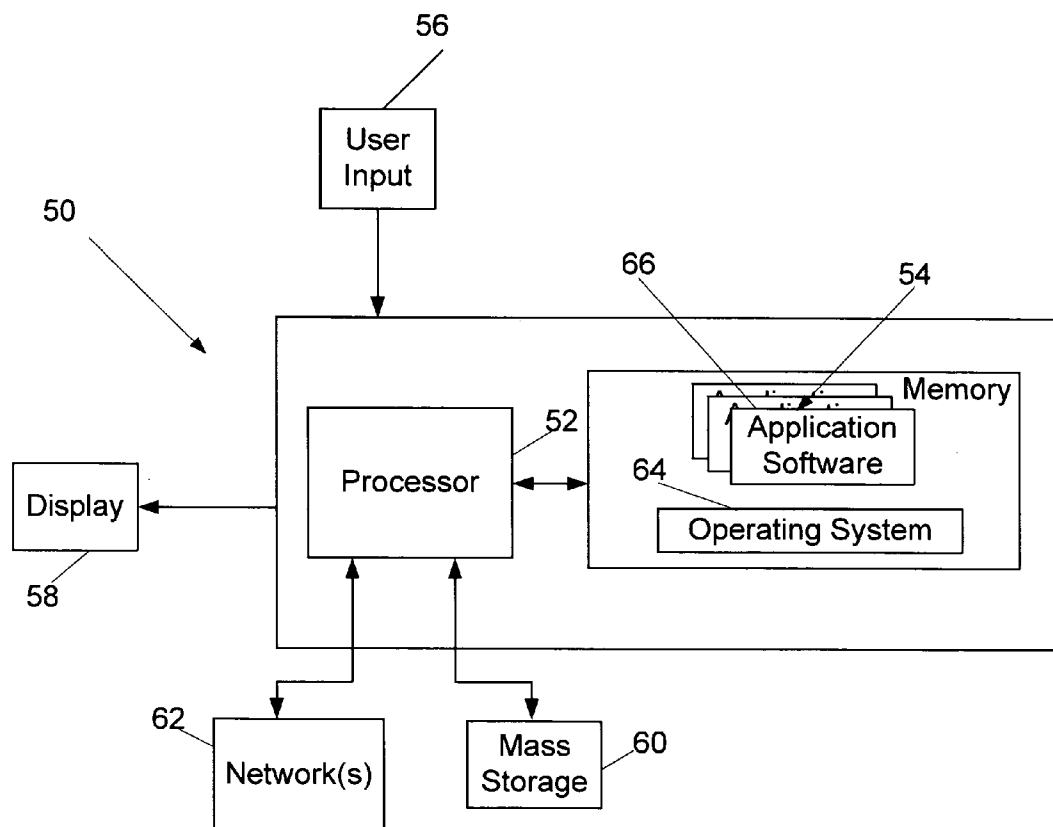 56
User
Input
50
66
54
Memory
Application
Software
52
Processor
64
Operating System
Display
58
62
Network(s)
Mass
Storage
60